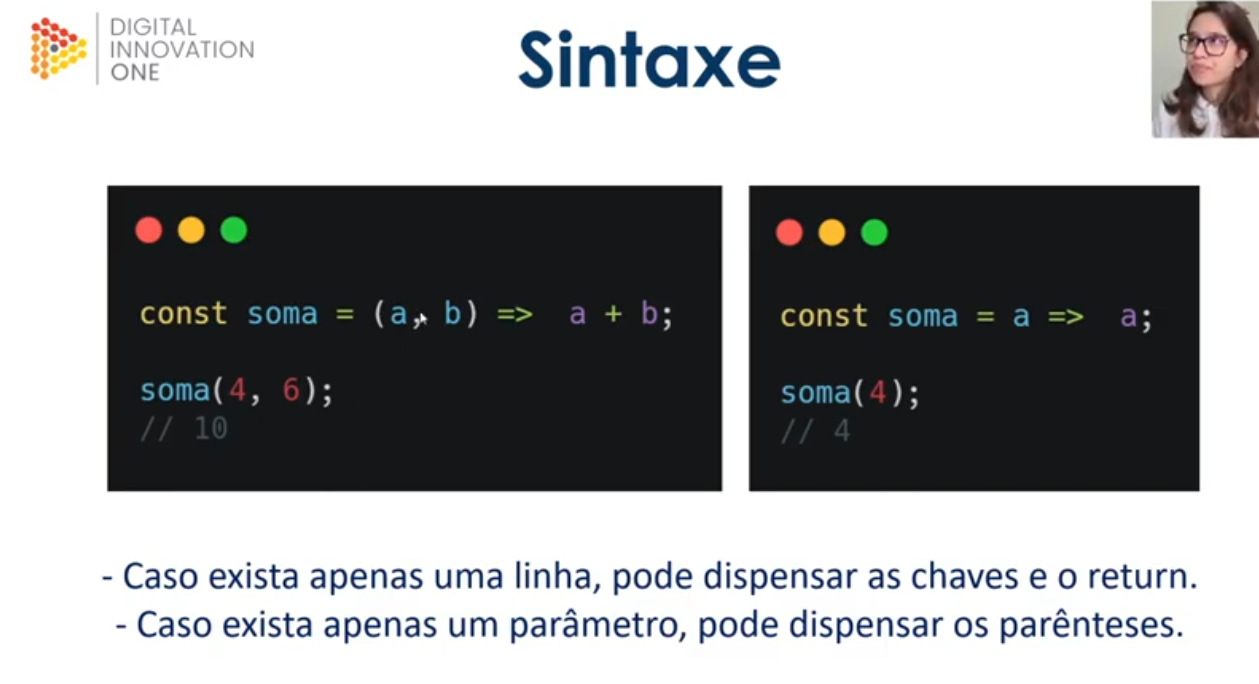 DIGITAL
INNOVATION
ONE
Sintaxe
const soma = (a, b) =>  a + b;
soma(4, 6);
// 10
const soma = a =>  a;
soma(4);
// 4
- Caso exista apenas uma linha, pode dispensar as chaves e o return.
- Caso exista apenas um parâmetro, pode dispensar os parênteses.